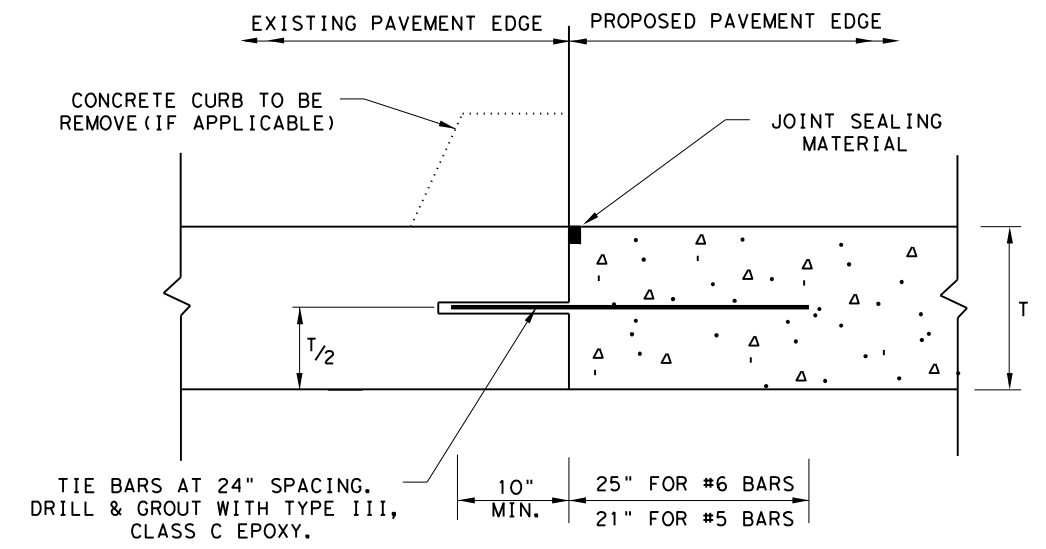 EXISTING PAVEMENT EDGE
PROPOSED PAVEMENT EDGE
CONCRETE CURB TO BE
REMOVE(IF APPLICABLE)
JOINT SEALING
MATERIAL
T
T/2
TIE BARS AT 24" SPACING.
DRILL & GROUT WITH TYPE III,
CLASS C EPOXY.
10"
MIN.
25" FOR #6 BARS
21" FOR #5 BARS